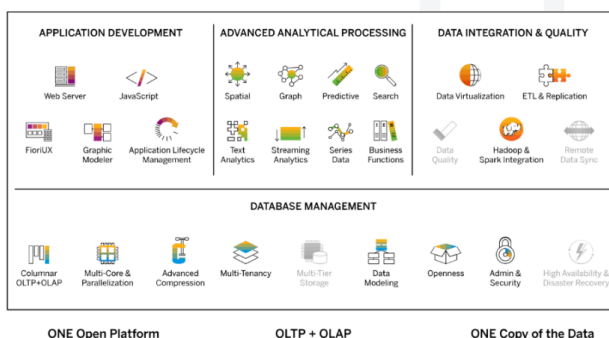 APPLICATION DEVELOPMENT
Web Server
JavaScript
FioriUX
Graphic
Modeler
Application Lifecycle
Management
ADVANCED ANALYTICAL PROCESSING
Spatial
Graph
Predictive
Search
Text
Analytics
Streaming
Analytics
Series
Data
Business
Functions
DATA INTEGRATION & QUALITY
Data Virtualization
ETL & Replication
Data
Quality
Hadoop &
Spark Integration
Remote
Data Sync
DATABASE MANAGEMENT
Columnar
OLTP+OLAP
Multi-Core &
Parallelization
Advanced
Compression
Multi-Tenancy
Multi-Tier
Storage
Data
Modeling
Openness
Admin &
Security
High Availability &
Disaster Recovery
ONE Open Platform
OLTP + OLAP
ONE Copy of the Data